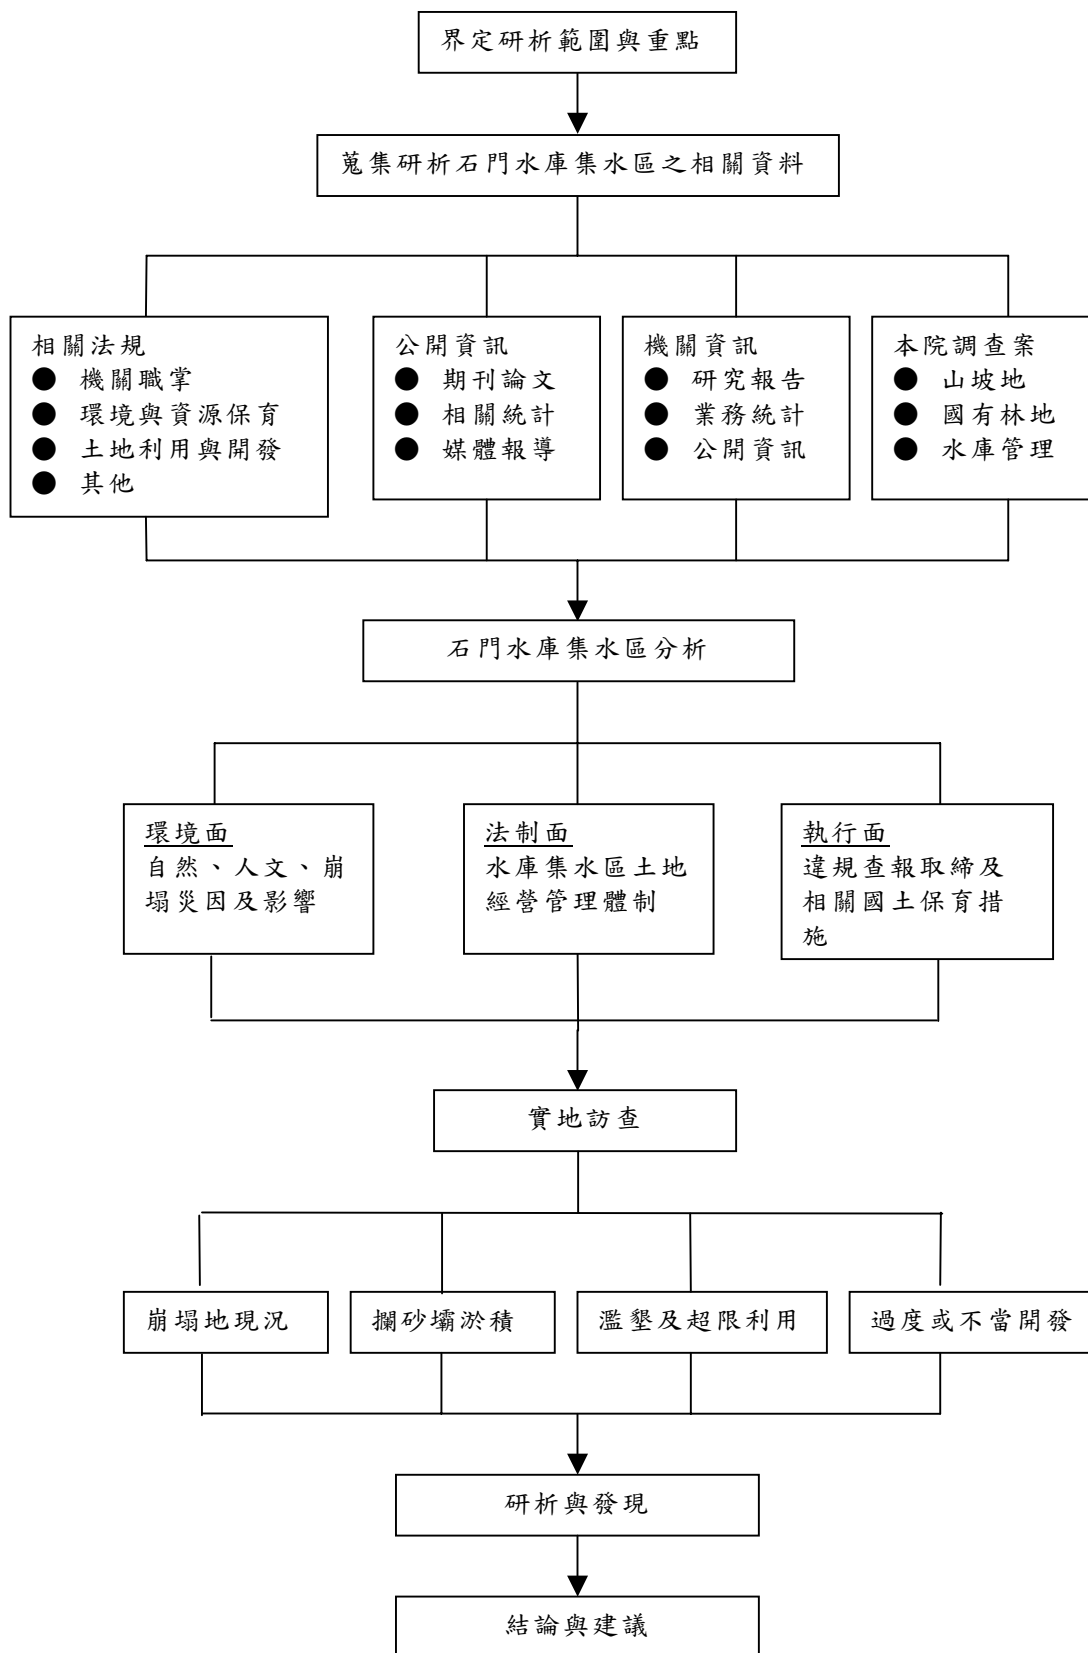 界定研析範圍與重點
蒐集研析石門水庫集水區之相關資料
相關法規
● 機關職掌
● 環境與資源保育
● 土地利用與開發
● 其他
公開資訊
● 期刊論文
● 相關統計
● 媒體報導
機關資訊
● 研究報告
● 業務統計
● 公開資訊
本院調查案
● 山坡地
● 國有林地
● 水庫管理
石門水庫集水區分析
環境面
自然、人文、崩
塌災因及影響
法制面
水庫集水區土地
經營管理體制
執行面
違規查報取締及
相關國土保育措
施
實地訪查
崩塌地現況
攔砂壩淤積
濫墾及超限利用
過度或不當開發
研析與發現
結論與建議